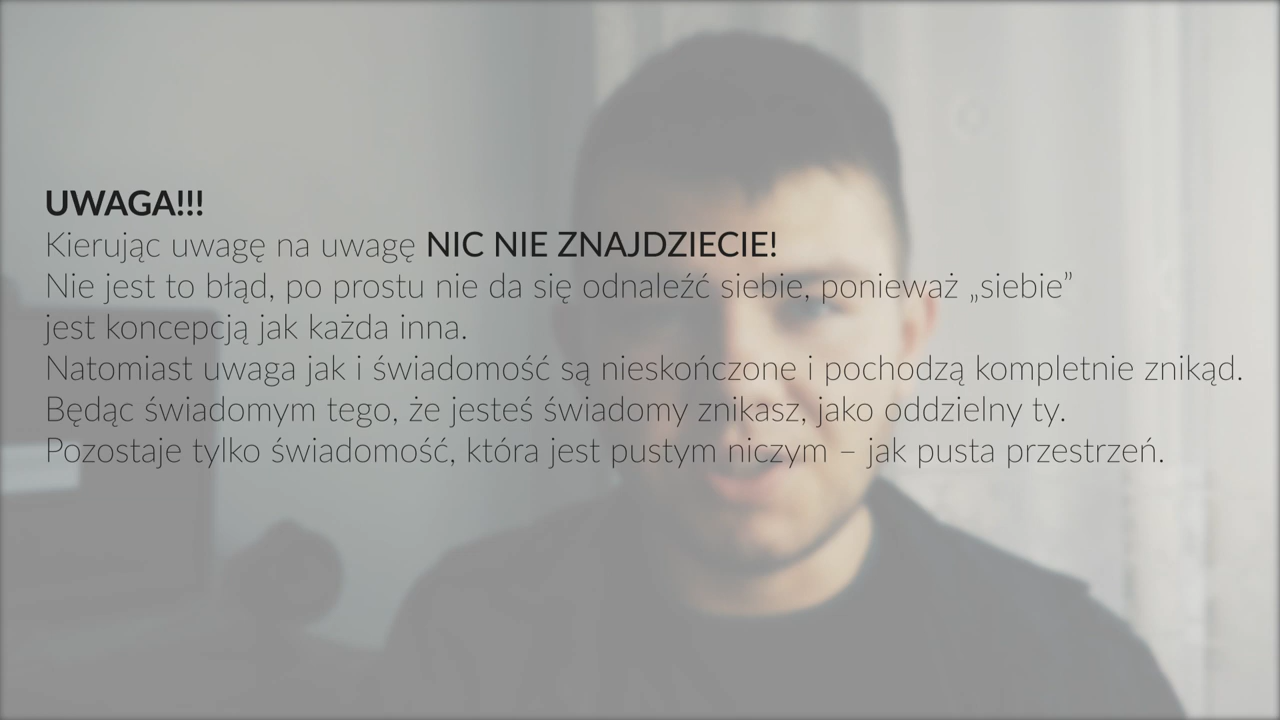 UWAGA!!!
Kierując uwagę na uwagę NIC NIE ZNAJDZIECIE!
Nie jest to błąd, po prostu nie da się odnaleźć siebie, ponieważ „siebie”
jest koncepcją jak każda inna.
Natomiast uwaga jak i świadomość są nieskończone i pochodzą kompletnie znikąd.
Będąc świadomym tego, że jesteś świadomy znikasz, jako oddzielny ty.
Pozostaje tylko świadomość, która jest pustym niczym – jak pusta przestrzeń.